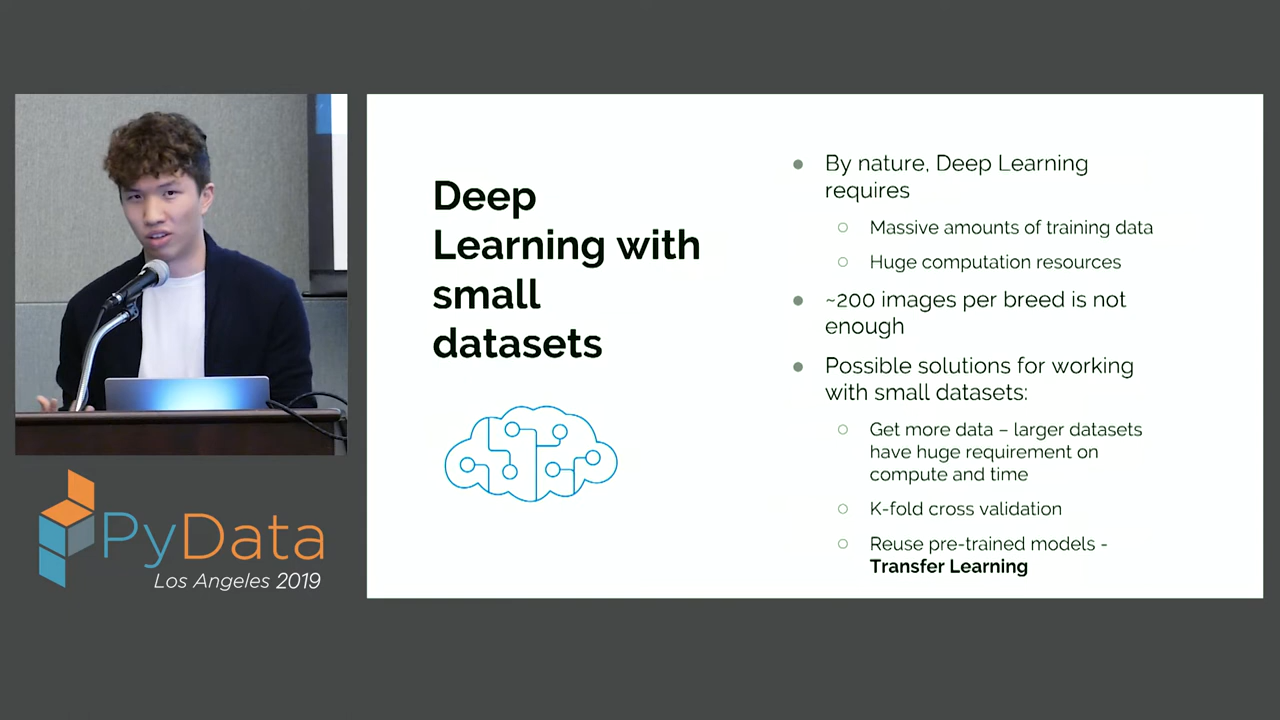 Deep
Learning with
small
datasets
● By nature, Deep Learning
requires
○ Massive amounts of training data
○ Huge computation resources
● ~200 images per breed is not
enough
● Possible solutions for working
with small datasets:
○ Get more data – larger datasets
have huge requirement on
compute and time
○ K-fold cross validation
○ Reuse pre-trained models -
Transfer Learning
PyData
Los Angeles 2019